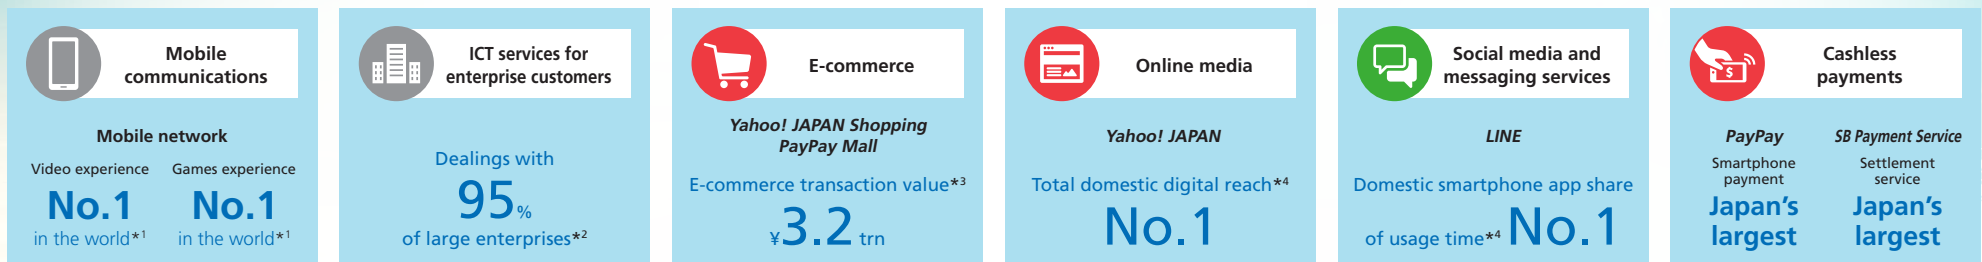 Mobile
communications
Mobile network
Video experience
No.1
in the world*1
Games experience
No.1
in the world*1
ICT services for
enterprise customers
Dealings with
95%
of large enterprises*2
E-commerce
Yahoo! JAPAN Shopping
PayPay Mall
E-commerce transaction value*3
¥3.2 trn
Online media
Yahoo! JAPAN
Total domestic digital reach*4
No.1
Social media and
messaging services
LINE
Domestic smartphone app share
of usage time*4 No.1
Cashless
payments
PayPay
Smartphone
payment
Japan's
largest
SB Payment Service
Settlement
service
Japan's
largest